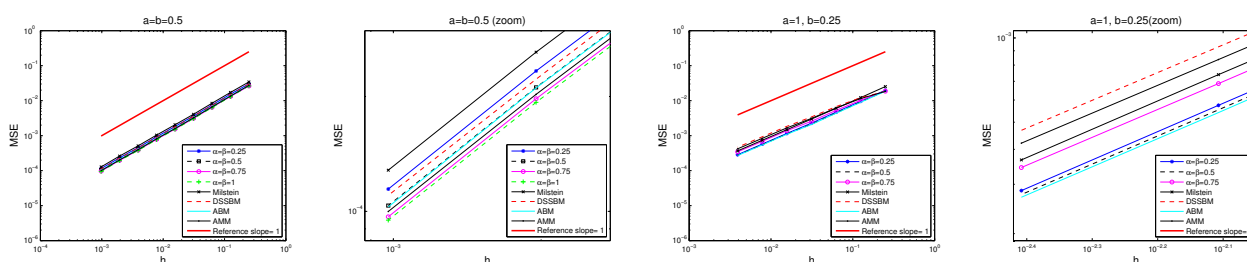 a=b=0.5
MSE
10^0
10^-1
10^-2
10^-3
10^-4
10^-5
10^-6
α=β=0.25
α=β=0.5
α=β=0.75
α=β=1
Milstein
DSSBM
ABM
AMM
Reference slope= 1
10^-4
10^-3
10^-2
10^-1
10^0
h
a=b=0.5 (zoom)
MSE
10^-4
α=β=0.25
α=β=0.5
α=β=0.75
α=β=1
Milstein
DSSBM
ABM
AMM
Reference slope= 1
10^-3
h
a=1, b=0.25
MSE
10^0
10^-1
10^-2
10^-3
10^-4
10^-5
10^-6
α=β=0.25
α=β=0.5
α=β=0.75
Milstein
DSSBM
ABM
AMM
Reference slope= 1
10^-3
10^-2
10^-1
10^0
h
a=1, b=0.25(zoom)
MSE
10^-3
α=β=0.25
α=β=0.5
α=β=0.75
Milstein
DSSBM
ABM
AMM
Reference slope=
10^-2.4
10^-2.3
10^-2.2
10^-2.1
h